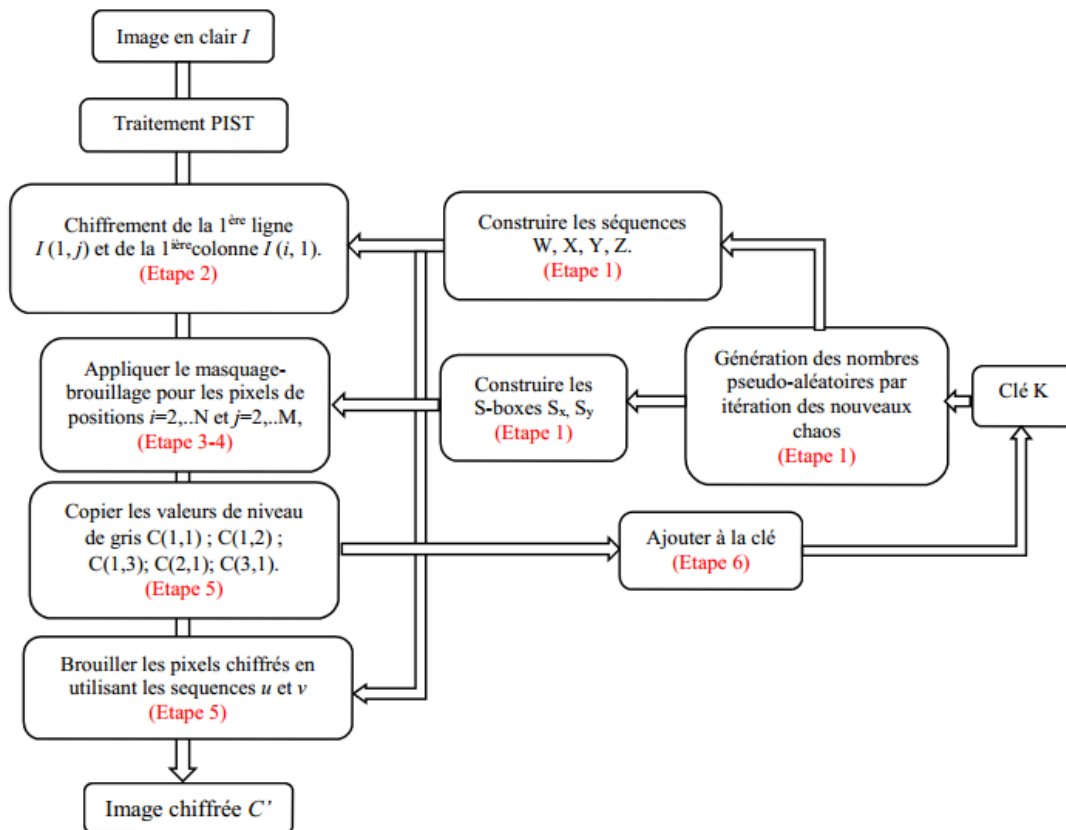 Image en clair I
Traitement PIST
Chiffrement de la 1ère ligne
I (1, j) et de la 1ièrecolonne I (i, 1).
(Etape 2)
Construire les séquences
W, X, Y, Z.
(Etape 1)
Appliquer le masquage-
brouillage pour les pixels de
positions i=2,..N et j=2,..M,
(Etape 3-4)
Construire les
S-boxes Sx, Sy
(Etape 1)
Génération des nombres
pseudo-aléatoires par
itération des nouveaux
chaos
(Etape 1)
Clé K
Copier les valeurs de niveau
de gris C(1,1) ; C(1,2) ;
C(1,3); C(2,1); C(3,1).
(Etape 5)
Ajouter à la clé
(Etape 6)
Brouiller les pixels chiffrés en
utilisant les sequences u et v
(Etape 5)
Image chiffrée C’